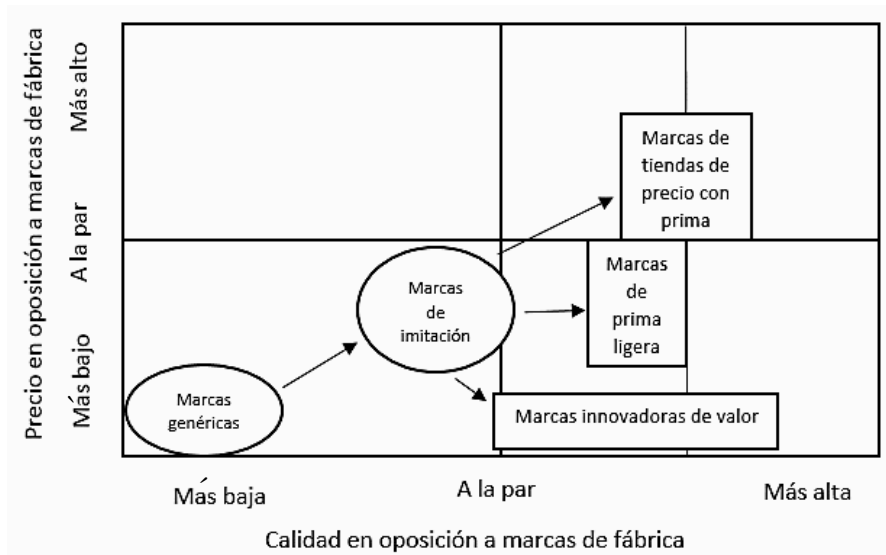 Precio en oposición a marcas de fábrica
Más alto
A la par
Más bajo
Marcas de
tiendas de
precio con
prima
Marcas
de
prima
ligera
Marcas
de
imitación
Marcas
genéricas
Marcas innovadoras de valor
Más baja
A la par
Más alta
Calidad en oposición a marcas de fábrica